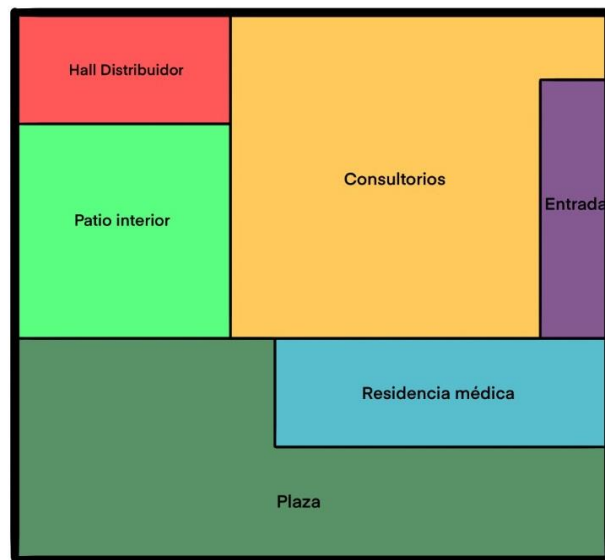 Hall Distribuidor
Consultorios
Patio interior
Entrada
Residencia médica
Plaza